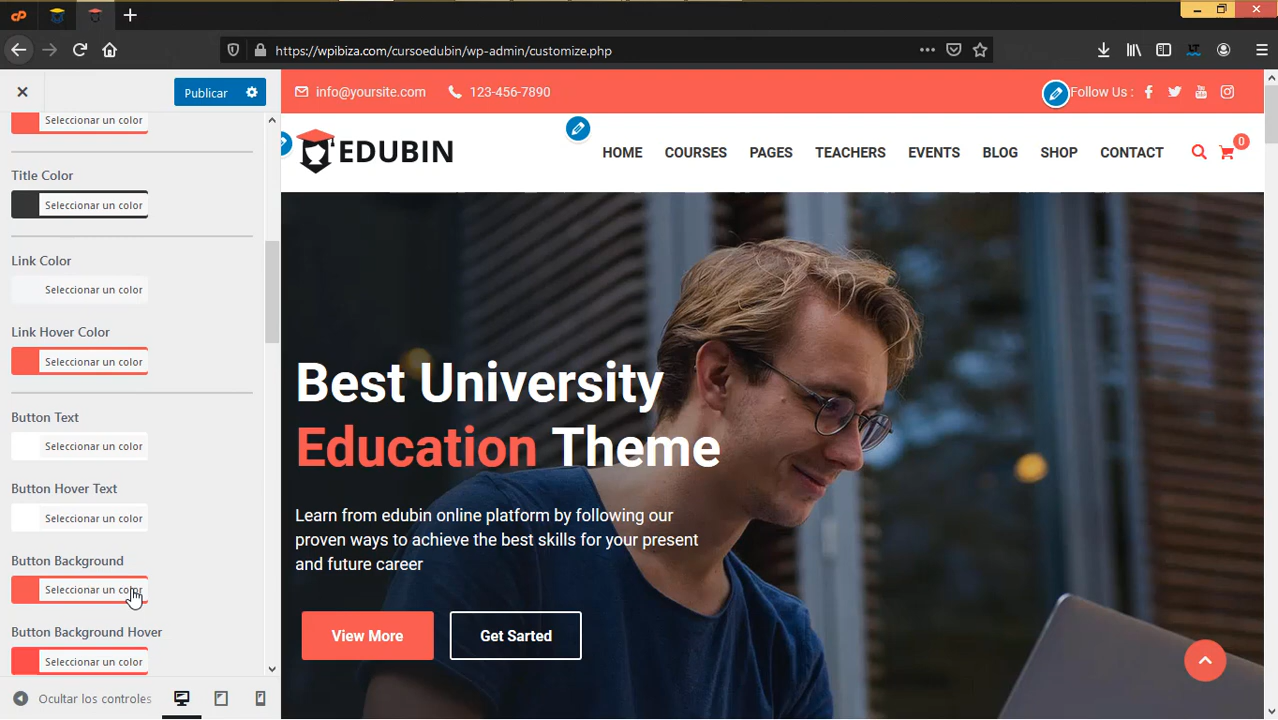 https://wpibiza.com/cursoedubin/wp-admin/customize.php
Publicar
Seleccionar un color
Title Color
Seleccionar un color
Link Color
Seleccionar un color
Link Hover Color
Seleccionar un color
Button Text
Seleccionar un color
Button Hover Text
Seleccionar un color
Button Background
Seleccionar un color
Button Background Hover
Seleccionar un color
Ocultar los controles
info@yoursite.com 123-456-7890 Follow Us :
EDUBIN HOME COURSES PAGES TEACHERS EVENTS BLOG SHOP CONTACT 0
Best University
Education Theme
Learn from edubin online platform by following our
proven ways to achieve the best skills for your present
and future career
View More Get Sarted